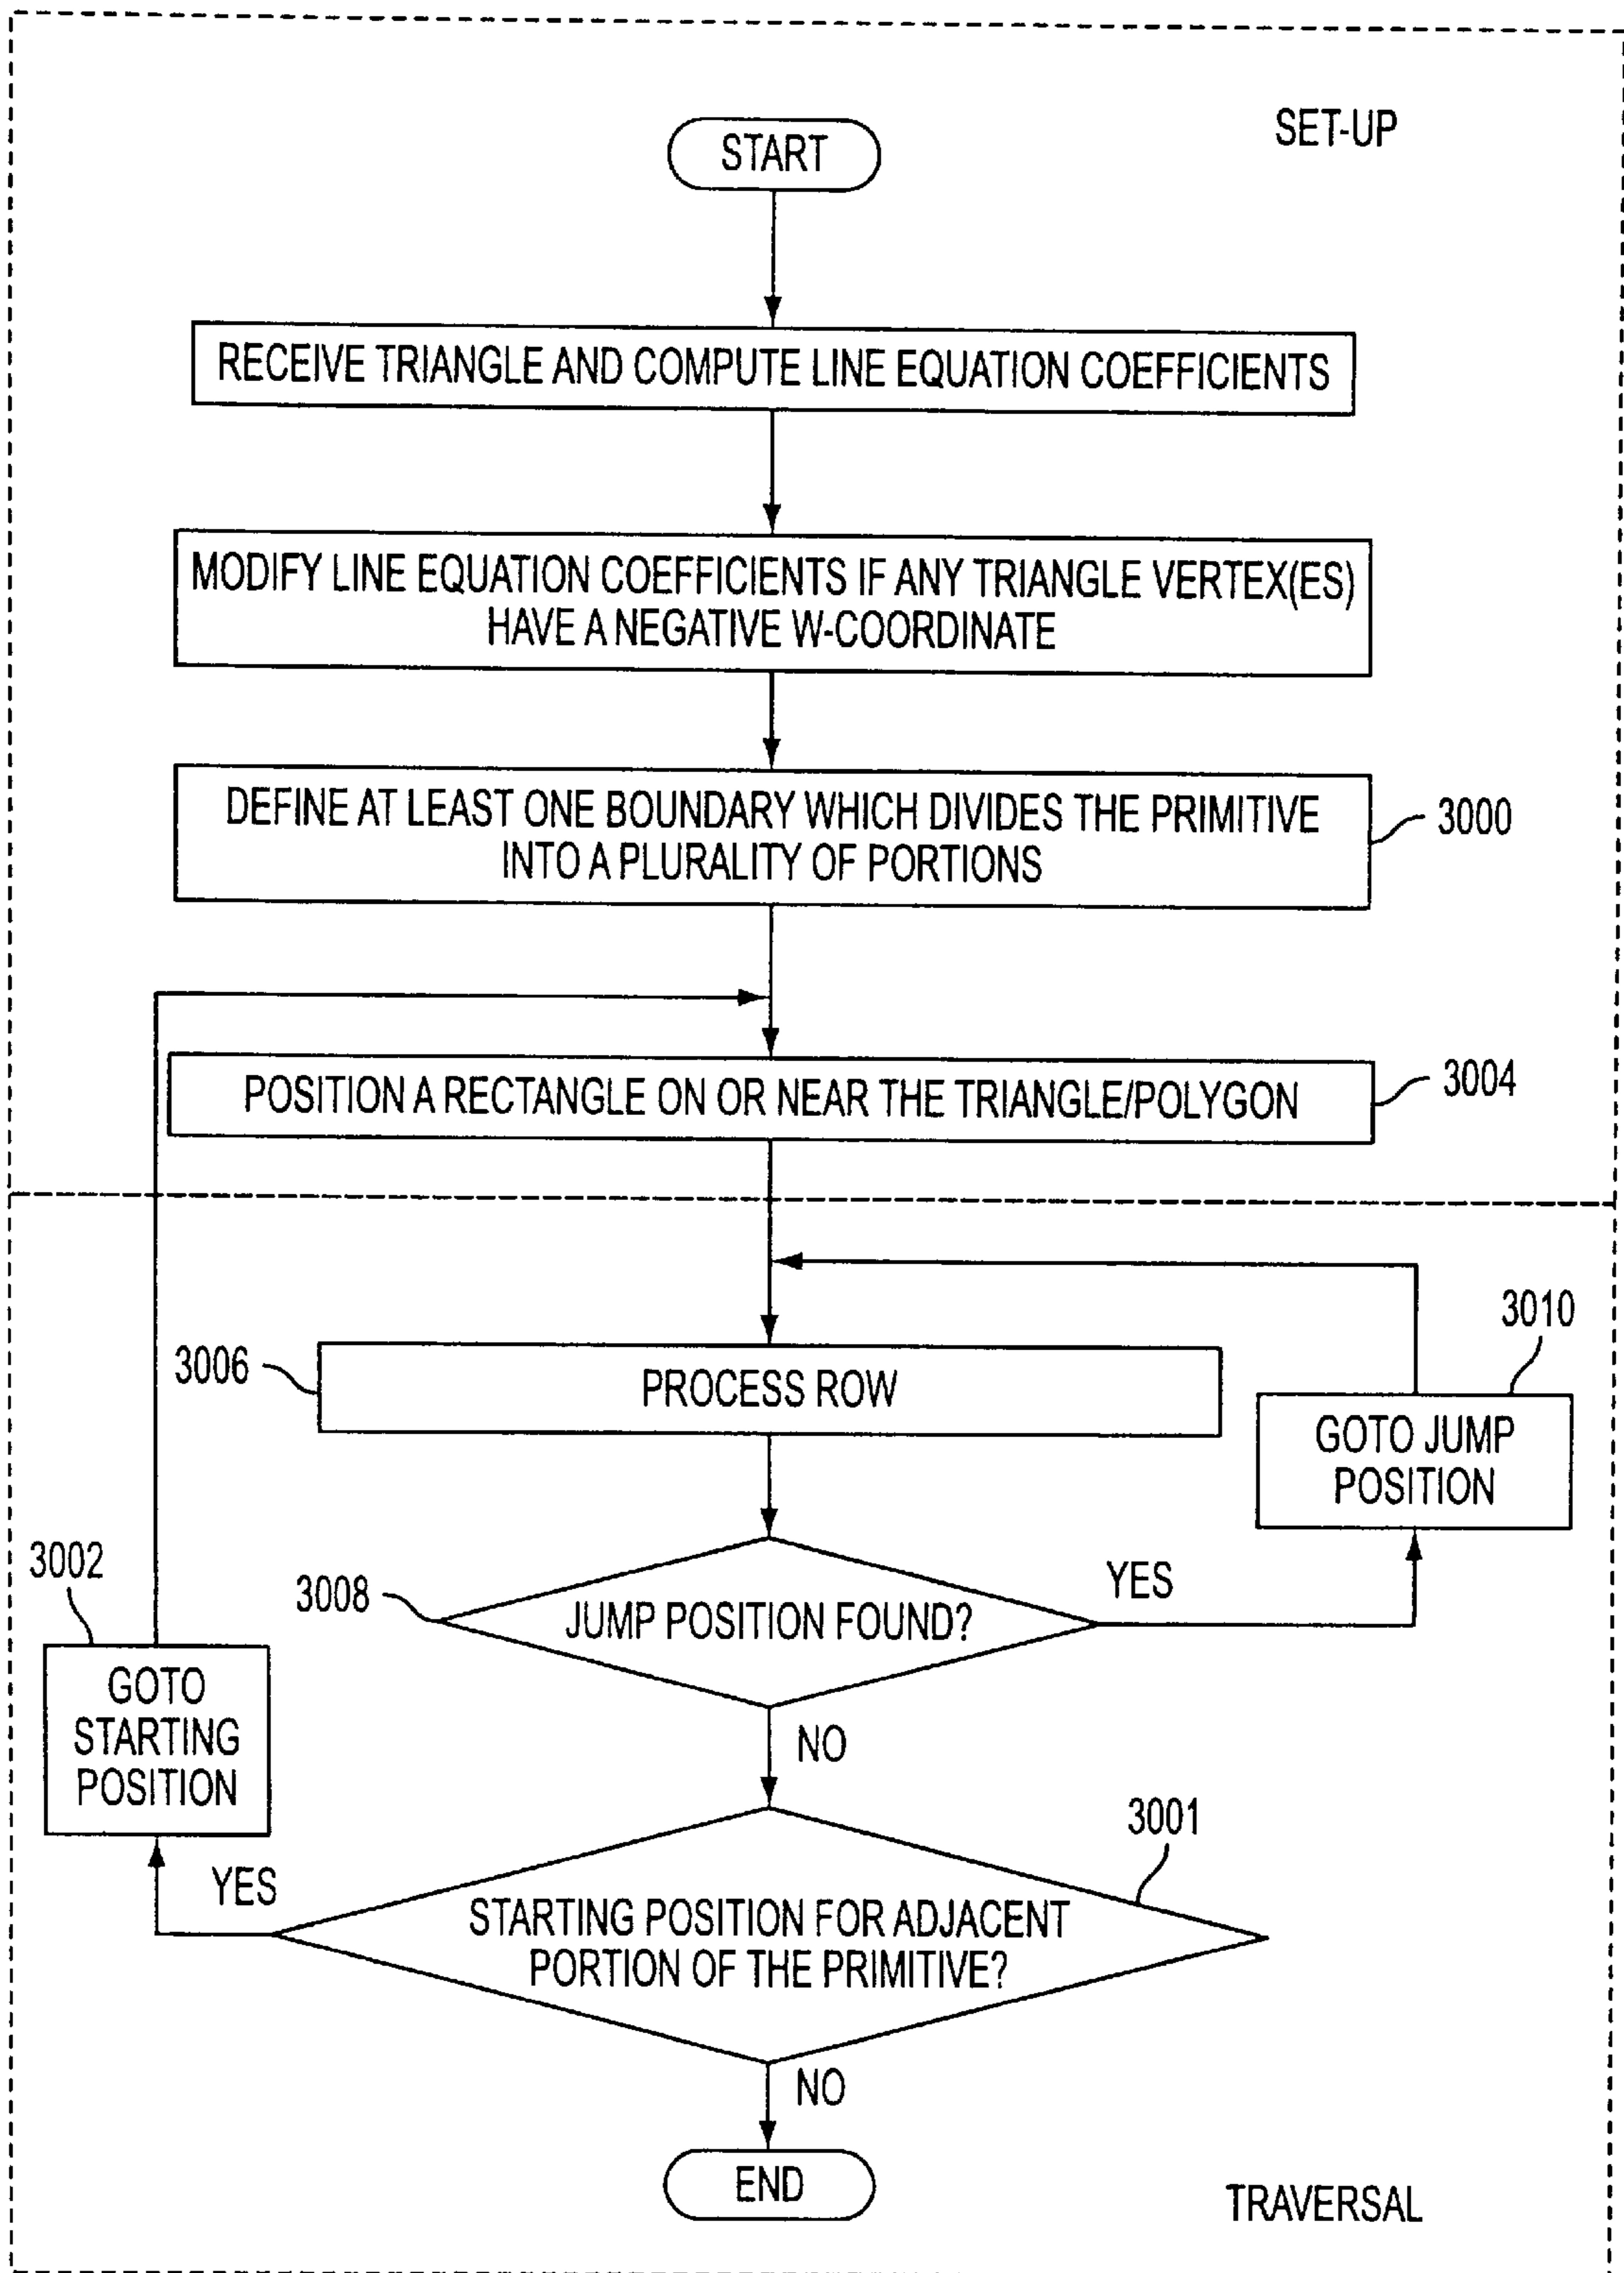 SET-UP
START
RECEIVE TRIANGLE AND COMPUTE LINE EQUATION COEFFICIENTS
MODIFY LINE EQUATION COEFFICIENTS IF ANY TRIANGLE VERTEX(ES)
HAVE A NEGATIVE W-COORDINATE
DEFINE AT LEAST ONE BOUNDARY WHICH DIVIDES THE PRIMITIVE
INTO A PLURALITY OF PORTIONS
3000
POSITION A RECTANGLE ON OR NEAR THE TRIANGLE/POLYGON
3004
3006
PROCESS ROW
3010
GOTO JUMP
POSITION
3008
JUMP POSITION FOUND?
YES
3002
GOTO
STARTING
POSITION
NO
3001
YES
STARTING POSITION FOR ADJACENT
PORTION OF THE PRIMITIVE?
NO
END
TRAVERSAL